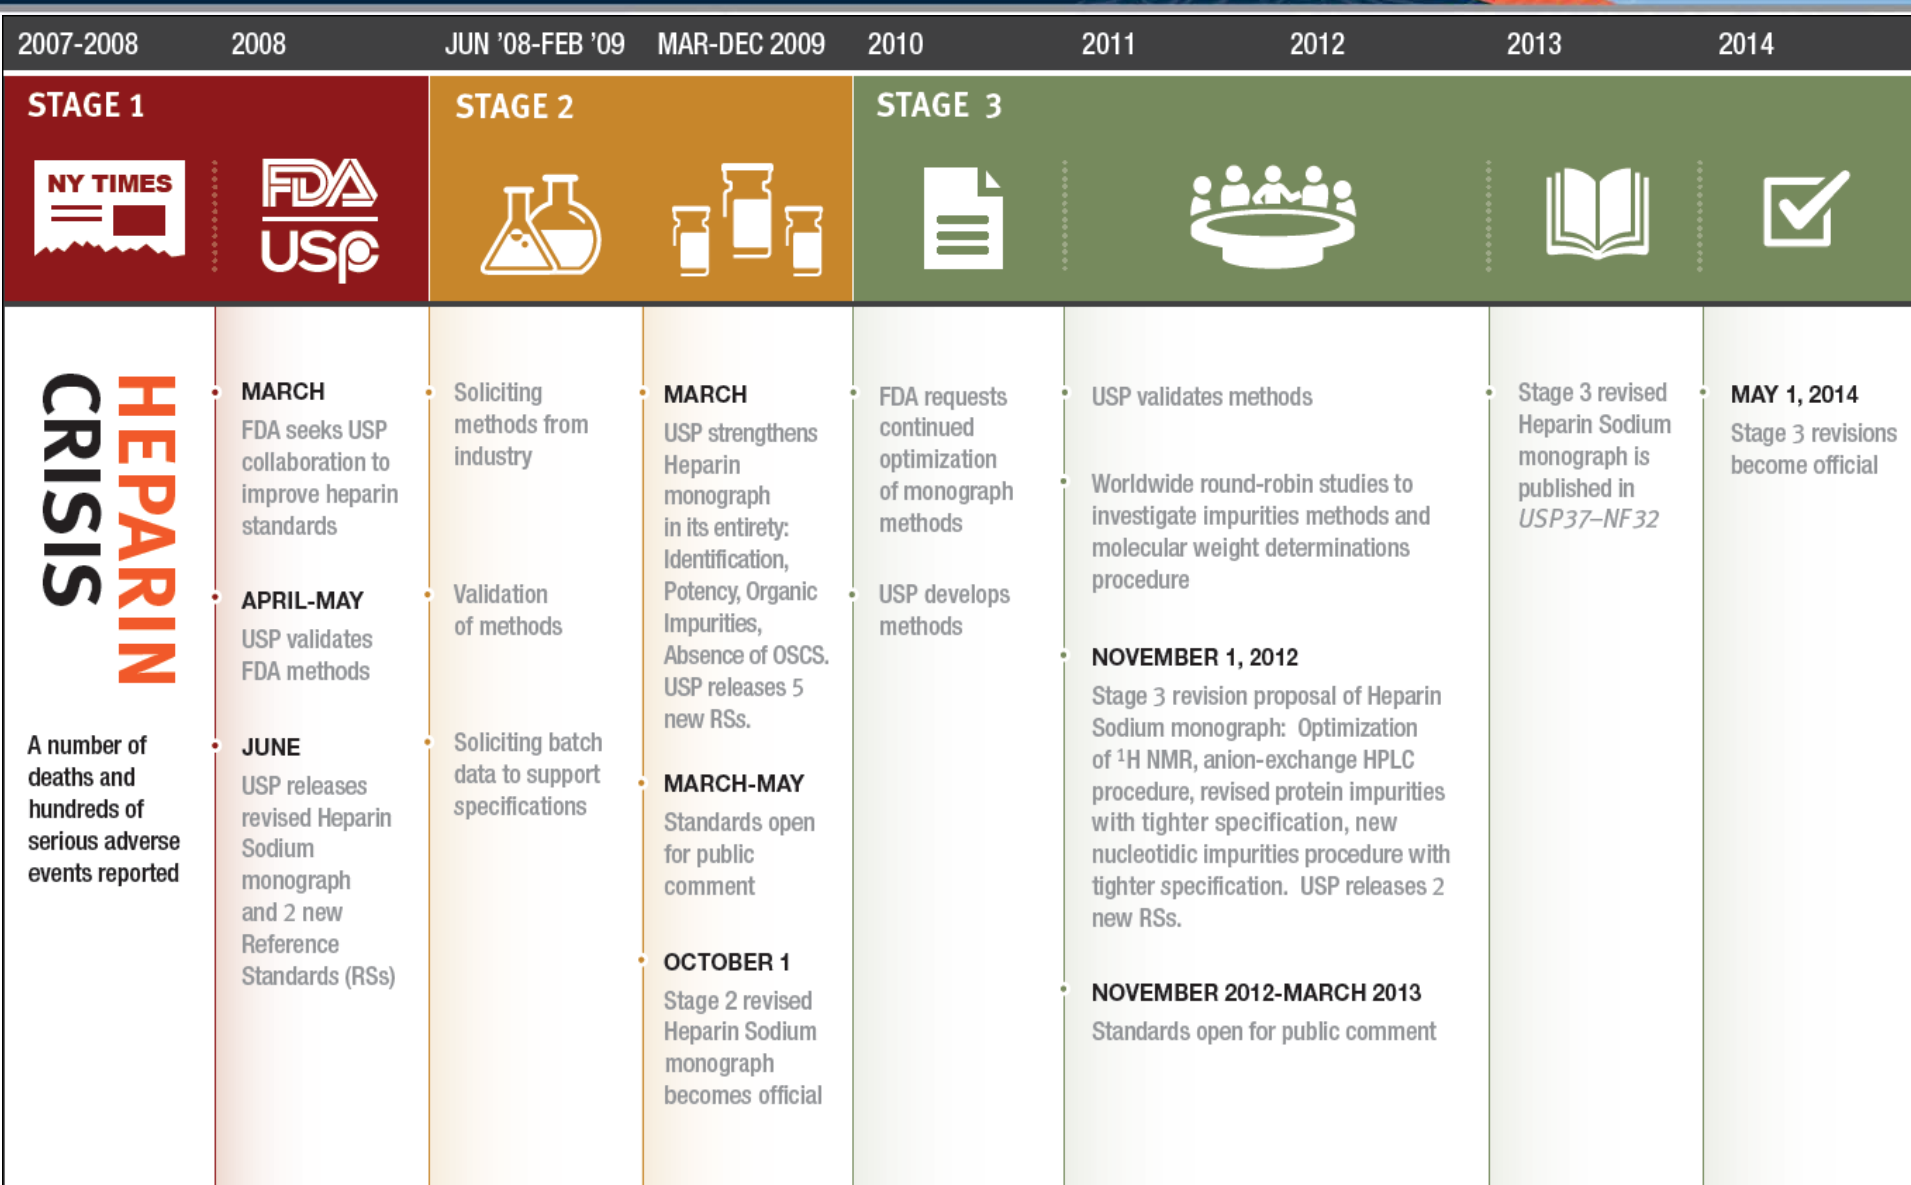 2007-2008
2008
JUN ’08-FEB ’09
MAR-DEC 2009
2010
2011
2012
2013
2014
STAGE 1
STAGE 2
STAGE 3
NY TIMES
FDA
USP
HEPARIN
CRISIS
A number of
deaths and
hundreds of
serious adverse
events reported
MARCH
FDA seeks USP
collaboration to
improve heparin
standards
APRIL-MAY
USP validates
FDA methods
JUNE
USP releases
revised Heparin
Sodium
monograph
and 2 new
Reference
Standards (RSs)
Soliciting
methods from
industry
Validation
of methods
Soliciting batch
data to support
specifications
MARCH
USP strengthens
Heparin
monograph
in its entirety:
Identification,
Potency, Organic
Impurities,
Absence of OSCS.
USP releases 5
new RSs.
MARCH-MAY
Standards open
for public
comment
OCTOBER 1
Stage 2 revised
Heparin Sodium
monograph
becomes official
FDA requests
continued
optimization
of monograph
methods
USP develops
methods
USP validates methods
Worldwide round-robin studies to
investigate impurities methods and
molecular weight determinations
procedure
NOVEMBER 1, 2012
Stage 3 revision proposal of Heparin
Sodium monograph: Optimization
of ¹H NMR, anion-exchange HPLC
procedure, revised protein impurities
with tighter specification, new
nucleotidic impurities procedure with
tighter specification. USP releases 2
new RSs.
NOVEMBER 2012-MARCH 2013
Standards open for public comment
Stage 3 revised
Heparin Sodium
monograph is
published in
USP37–NF32
MAY 1, 2014
Stage 3 revisions
become official